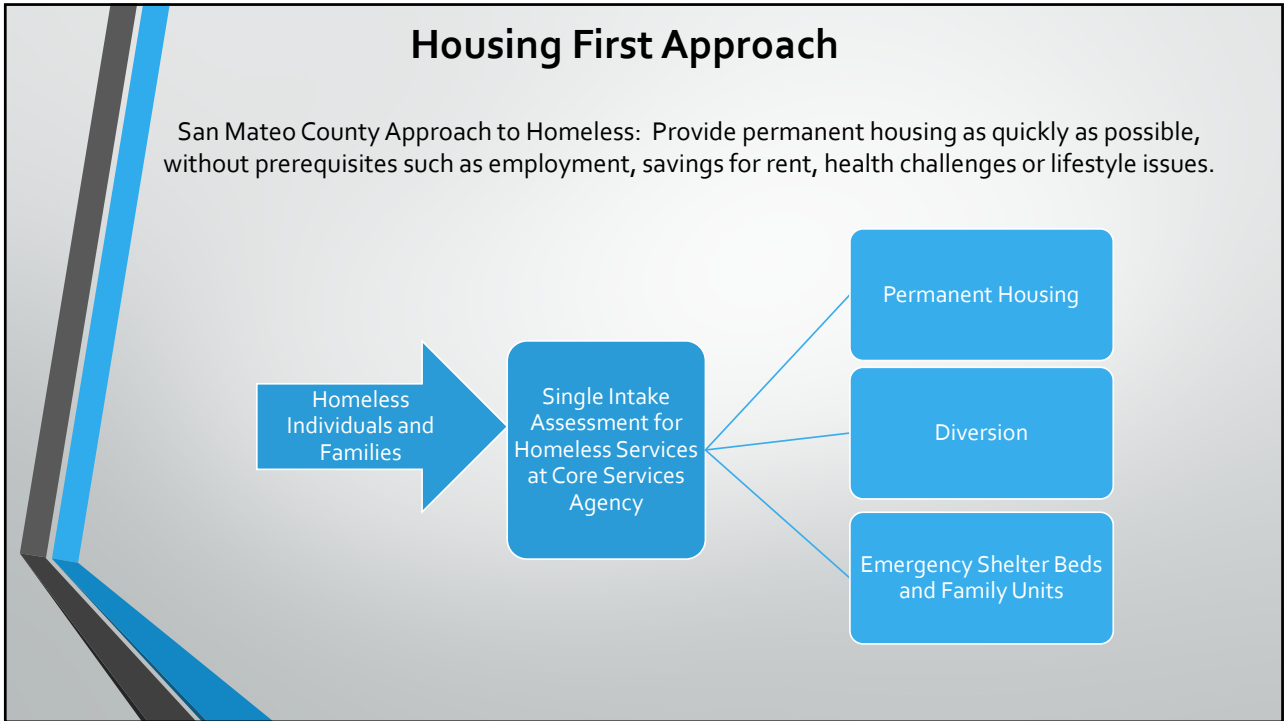 Housing First Approach
San Mateo County Approach to Homeless: Provide permanent housing as quickly as possible,
without prerequisites such as employment, savings for rent, health challenges or lifestyle issues.
Homeless
Individuals and
Families
Single Intake
Assessment for
Homeless Services
at Core Services
Agency
Permanent Housing
Diversion
Emergency Shelter Beds
and Family Units